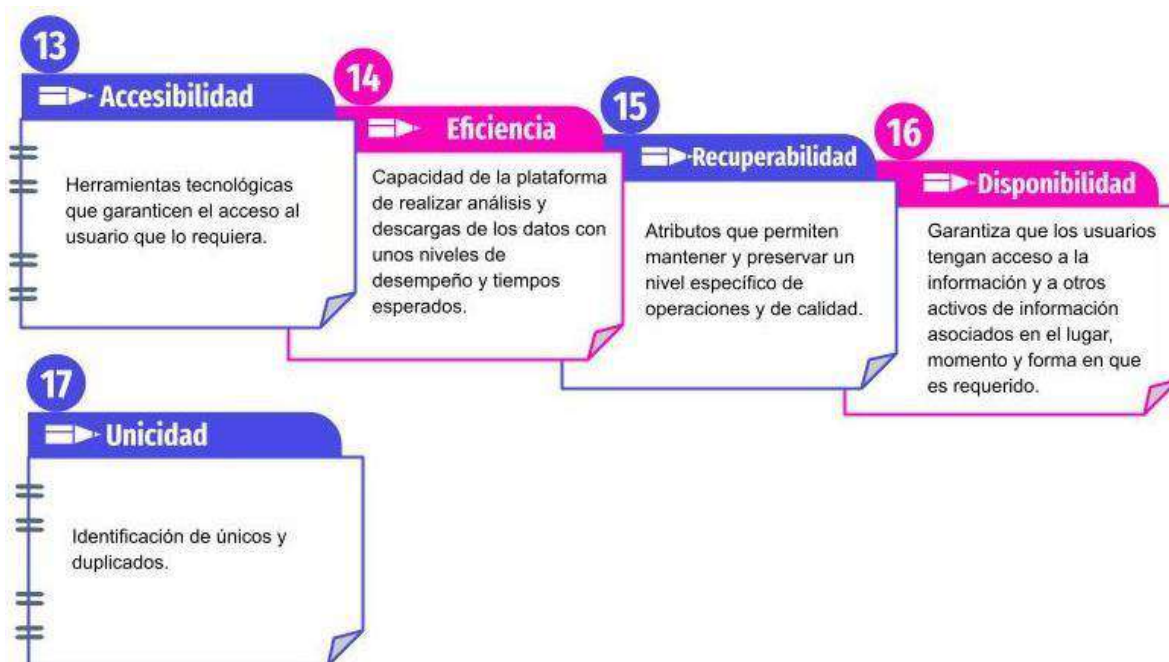 13
Accesibilidad
Herramientas tecnológicas
que garanticen el acceso al
usuario que lo requiera.
14
Eficiencia
Capacidad de la plataforma
de realizar análisis y
descargas de los datos con
unos niveles de
desempeño y tiempos
esperados.
15
Recuperabilidad
Atributos que permiten
mantener y preservar un
nivel específico de
operaciones y de calidad.
16
Disponibilidad
Garantiza que los usuarios
tengan acceso a la
información y a otros
activos de información
asociados en el lugar,
momento y forma en que
es requerido.
17
Unicidad
Identificación de únicos y
duplicados.